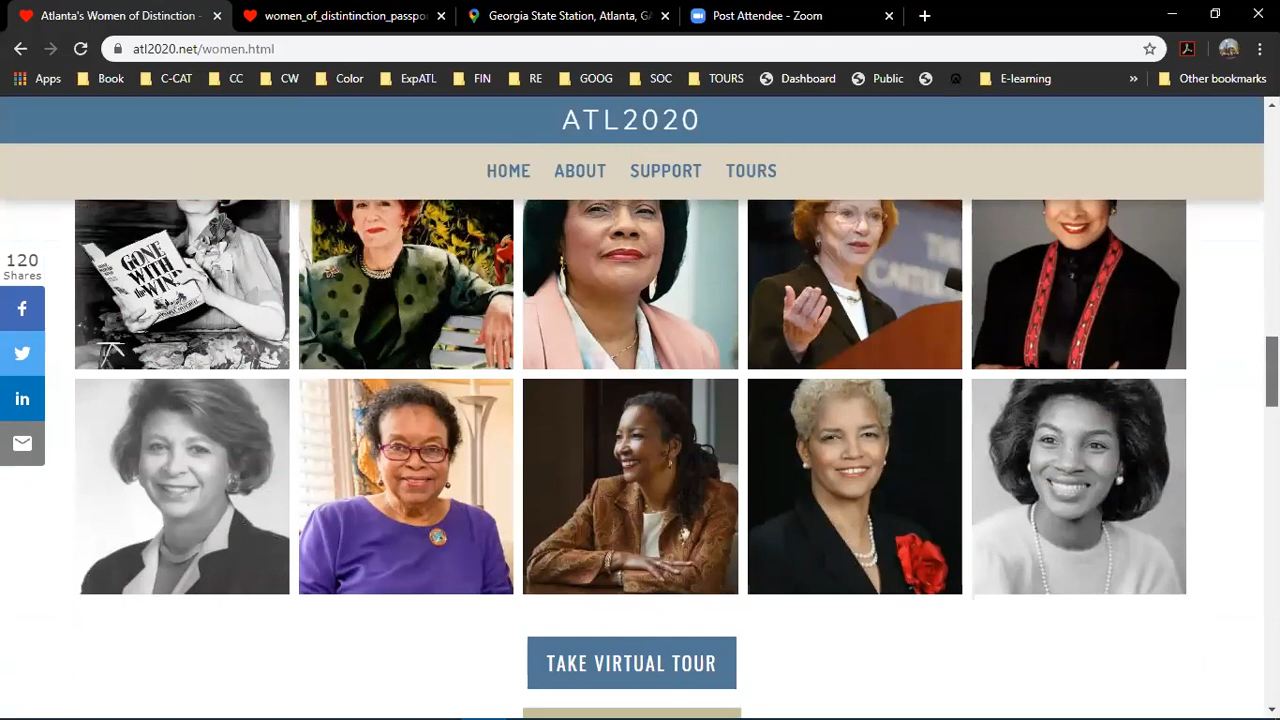 Atlanta's Women of Distinction -
women_of_distintinction_passpo
Georgia State Station, Atlanta, GA
Post Attendee - Zoom
atl2020.net/women.html
Apps Book C-CAT CC CW Color ExpATL FIN RE GOOG SOC TOURS Dashboard Public E-learning » Other bookmarks
ATL2020
HOME ABOUT SUPPORT TOURS
120
Shares
GONE
WITH
the WIND
TAKE VIRTUAL TOUR